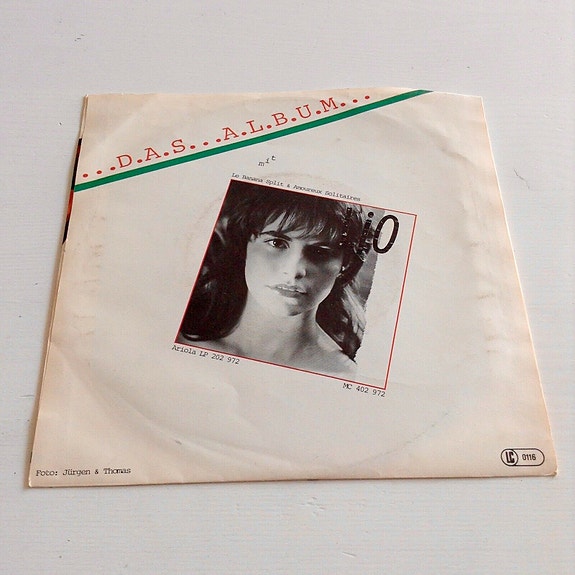 ...D.A.S...A.L.B.U.M...
mit
Le Banana Split & Amoureux Solitaires
Lio
Ariola LP 202 972
MC 402 972
Foto: Jürgen & Thomas
LC 0116